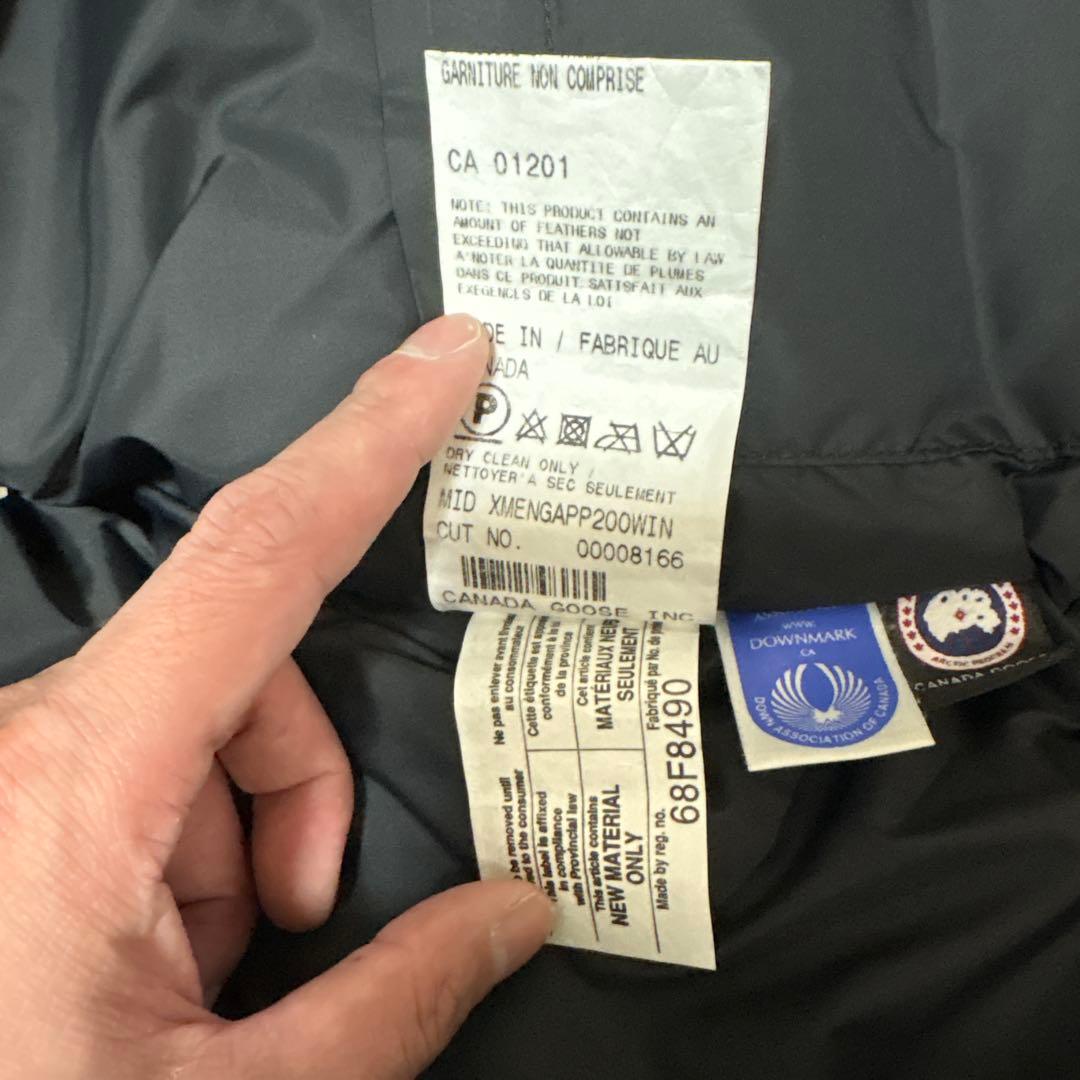 GARNITURE NON COMPRISE
CA 01201
NOTE: THIS PRODUCT CONTAINS AN
AMOUNT OF FEATHERS NOT
EXCEEDING THAT ALLOWABLE BY LAW
A'NOTER LA QUANTITE DE PLUMES
DANS CE PRODUIT SATISFAIT AUX
EXEGENCES DE LA LOI
DE IN / FABRIQUE AU
NADA
P
DRY CLEAN ONLY /
NETTOYER'A SEC SEULEMENT
MID XMENGAPP200WIN
CUT NO. 00008166
CANADA GOOSE INC
Ne pas enlever avant
au consommateur
Cette étiquette est
conformément à la
de la province
Cet article contient
MATÉRIAUX NEUFS
SEULEMENT
Fabriqué par No. de
be removed until
to the consumer
this label is affixed
in compliance
with Provincial law
This article contains
NEW MATERIAL
ONLY
Made by reg. no.
68F8490
WWW.
DOWNMARK
CA
DOWN ASSOCIATION OF CANADA
ARCTIC PROGRAM
CANADA